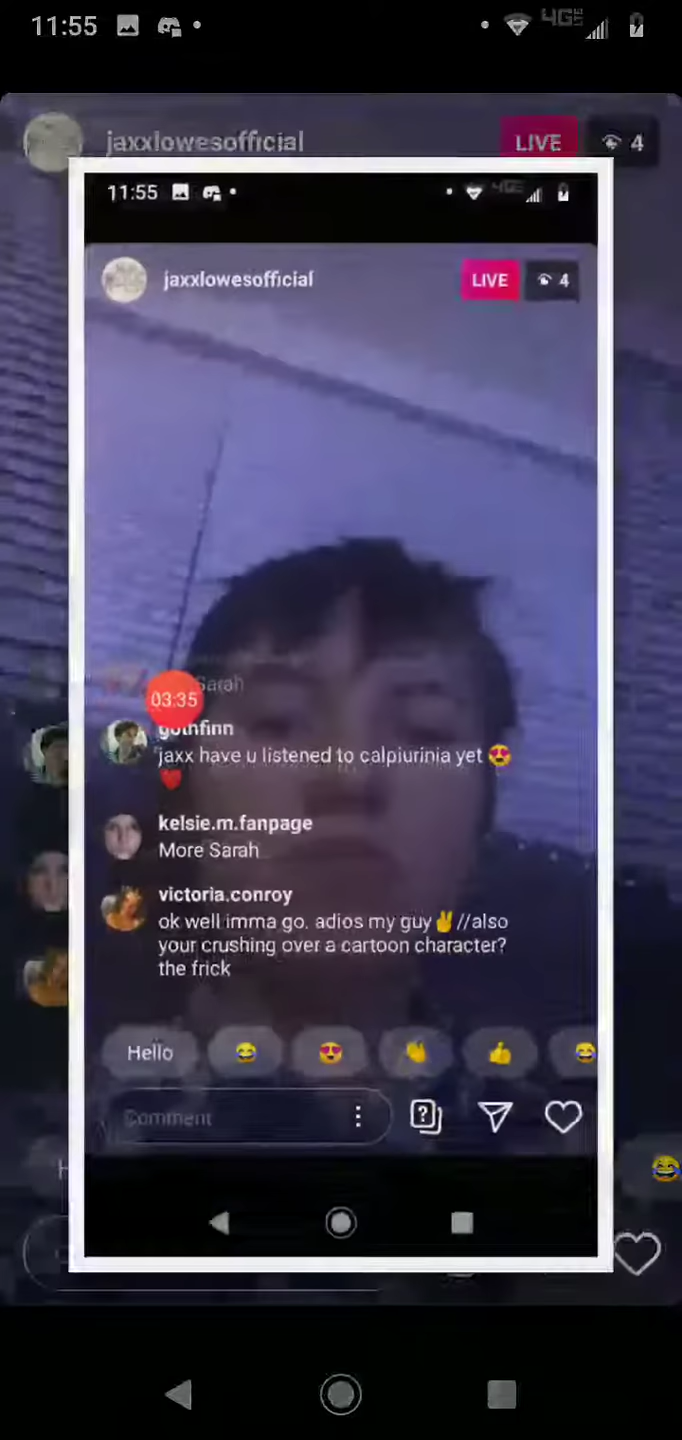 11:55
4G
jaxxlowesofficial
LIVE
4
11:55
4G
jaxxlowesofficial
LIVE
4
Sarah
03:35
gothfinn
jaxx have u listened to calpiurinia yet 😍
❤️
kelsie.m.fanpage
More Sarah
victoria.conroy
ok well imma go. adios my guy✌️//also
your crushing over a cartoon character?
the frick
Hello 😂 😍 👏 👍 😂
Comment